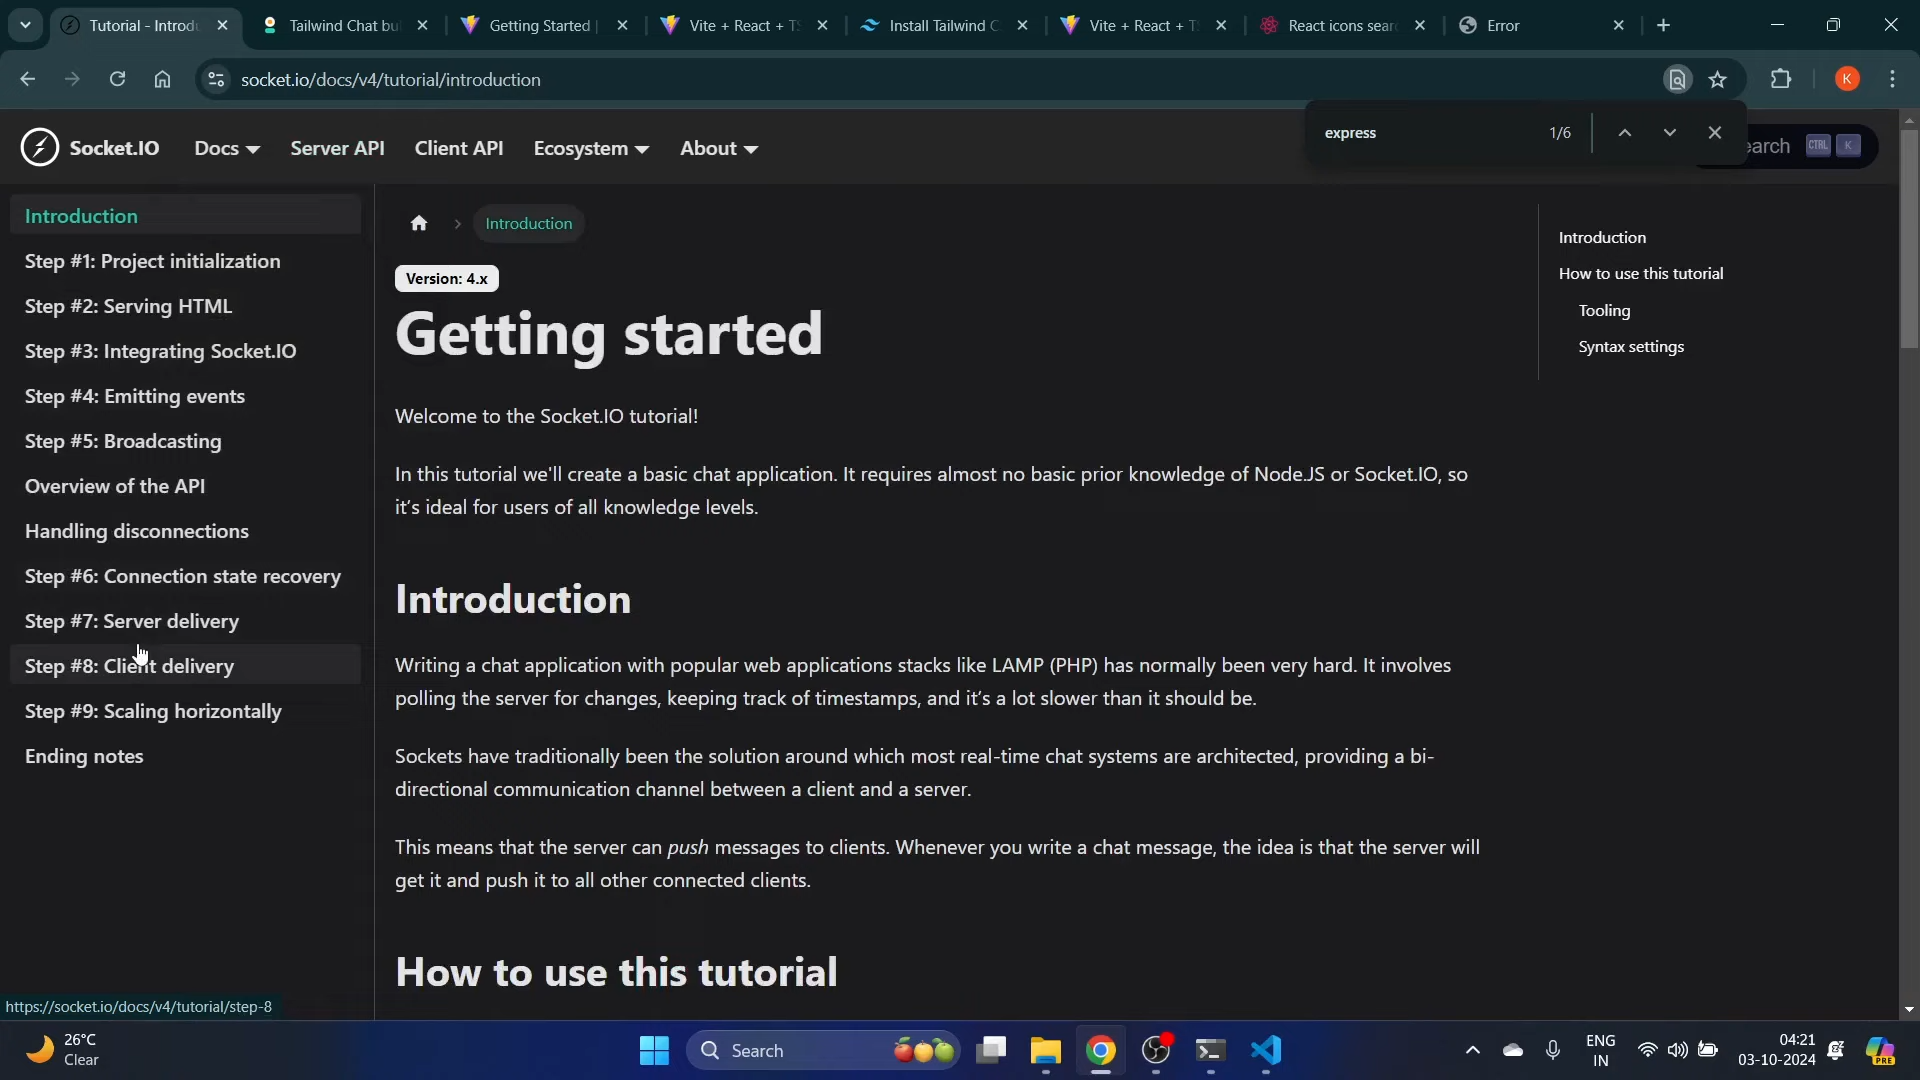 Tutorial - Introdu
Tailwind Chat bu
Getting Started |
Vite + React + TS
Install Tailwind C
Vite + React + TS
React icons sear
Error
socket.io/docs/v4/tutorial/introduction
K
express 1/6
Socket.IO Docs Server API Client API Ecosystem About
earch CTRL K
Introduction
Step #1: Project initialization
Step #2: Serving HTML
Step #3: Integrating Socket.IO
Step #4: Emitting events
Step #5: Broadcasting
Overview of the API
Handling disconnections
Step #6: Connection state recovery
Step #7: Server delivery
Step #8: Client delivery
Step #9: Scaling horizontally
Ending notes
Introduction
Version: 4.x
Getting started
Welcome to the Socket.IO tutorial!
In this tutorial we'll create a basic chat application. It requires almost no basic prior knowledge of Node.JS or Socket.IO, so
it’s ideal for users of all knowledge levels.
Introduction
Writing a chat application with popular web applications stacks like LAMP (PHP) has normally been very hard. It involves
polling the server for changes, keeping track of timestamps, and it’s a lot slower than it should be.
Sockets have traditionally been the solution around which most real-time chat systems are architected, providing a bi-
directional communication channel between a client and a server.
This means that the server can push messages to clients. Whenever you write a chat message, the idea is that the server will
get it and push it to all other connected clients.
How to use this tutorial
Introduction
How to use this tutorial
Tooling
Syntax settings
https://socket.io/docs/v4/tutorial/step-8
26°C
Clear
Search
ENG
IN
04:21
03-10-2024
PRE